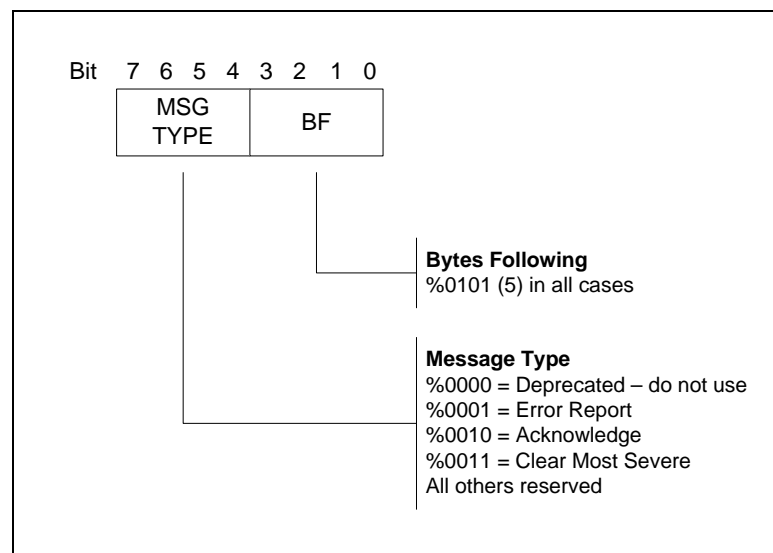 Bit 7 6 5 4 3 2 1 0
MSG
TYPE
BF
Bytes Following
%0101 (5) in all cases
Message Type
%0000 = Deprecated – do not use
%0001 = Error Report
%0010 = Acknowledge
%0011 = Clear Most Severe
All others reserved